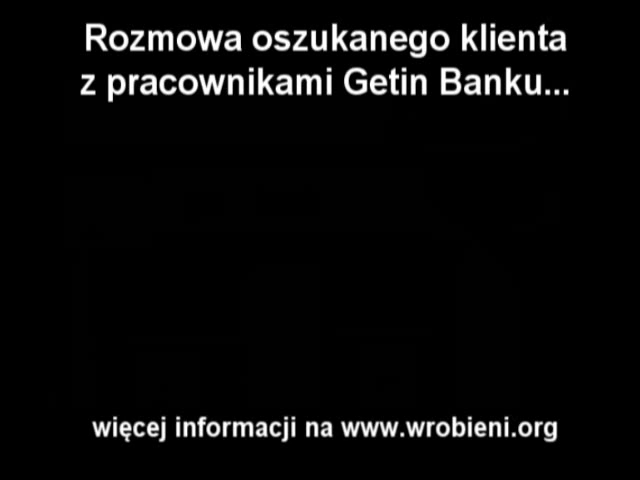 Rozmowa oszukanego klienta
z pracownikami Getin Banku...
więcej informacji na www.wrobieni.org